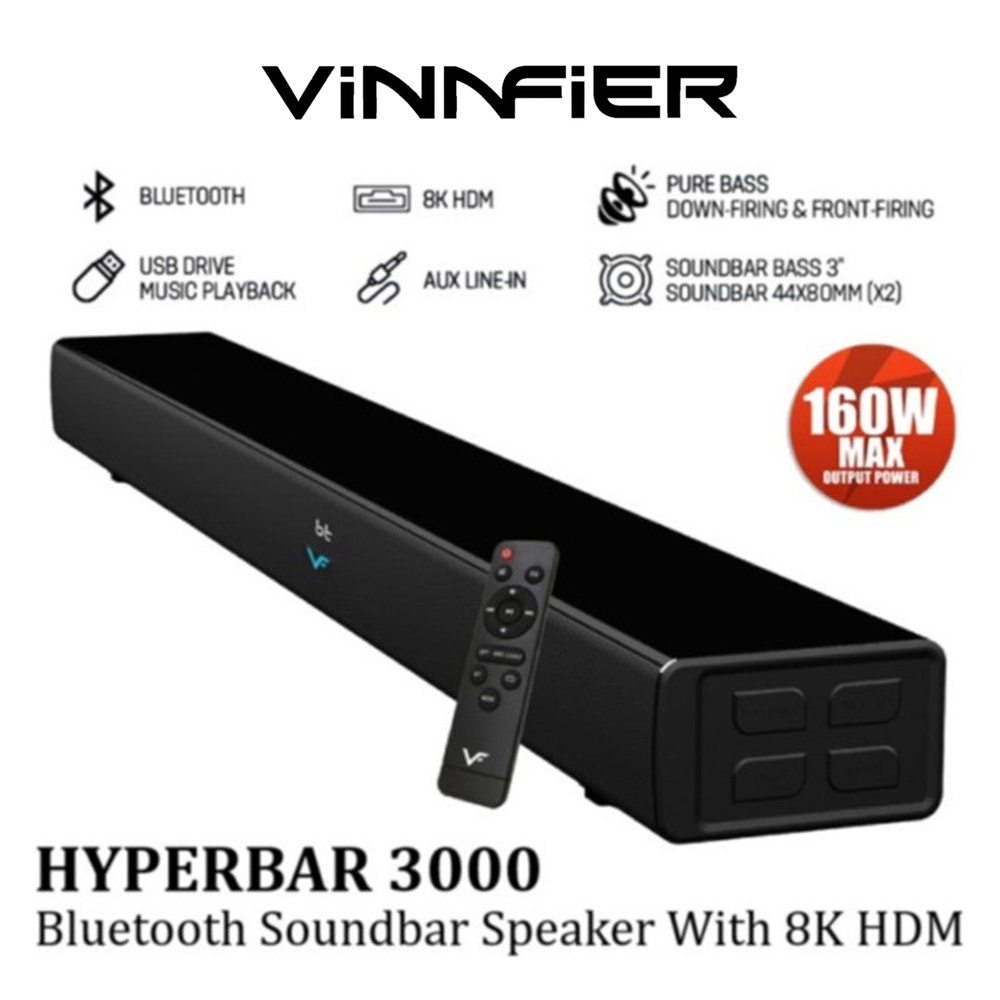 ViNNFiER
BLUETOOTH
8K HDM
PURE BASS
DOWN-FIRING & FRONT-FIRING
USB DRIVE
MUSIC PLAYBACK
AUX LINE-IN
SOUNDBAR BASS 3"
SOUNDBAR 44X80MM (X2)
160W
MAX
OUTPUT POWER
bt
VF
VF
HYPERBAR 3000
Bluetooth Soundbar Speaker With 8K HDM